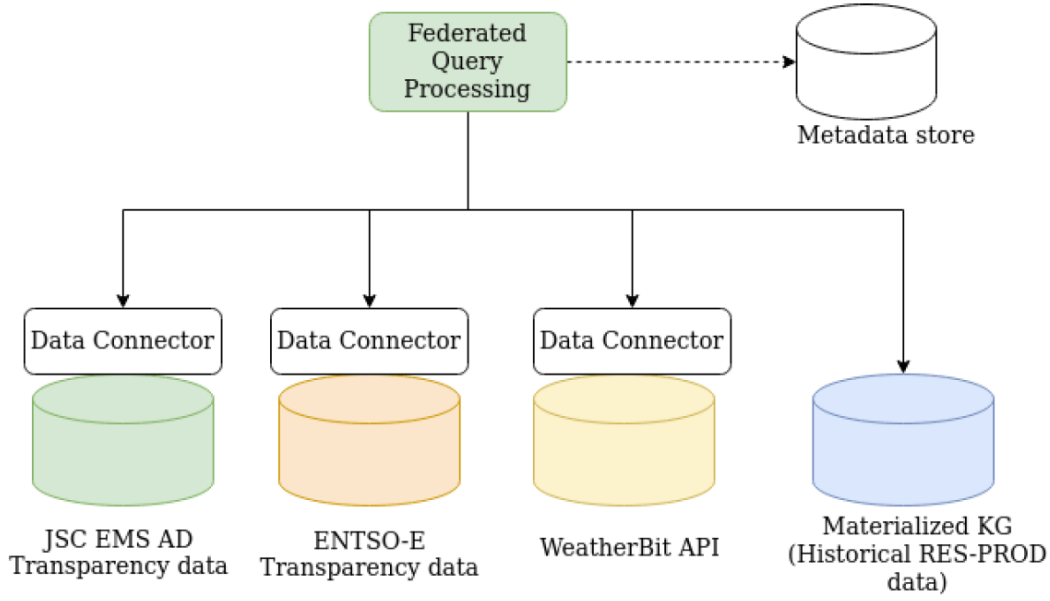 Federated
Query
Processing
Metadata store
Data Connector
Data Connector
Data Connector
JSC EMS AD
Transparency data
ENTSO-E
Transparency data
WeatherBit API
Materialized KG
(Historical RES-PROD
data)